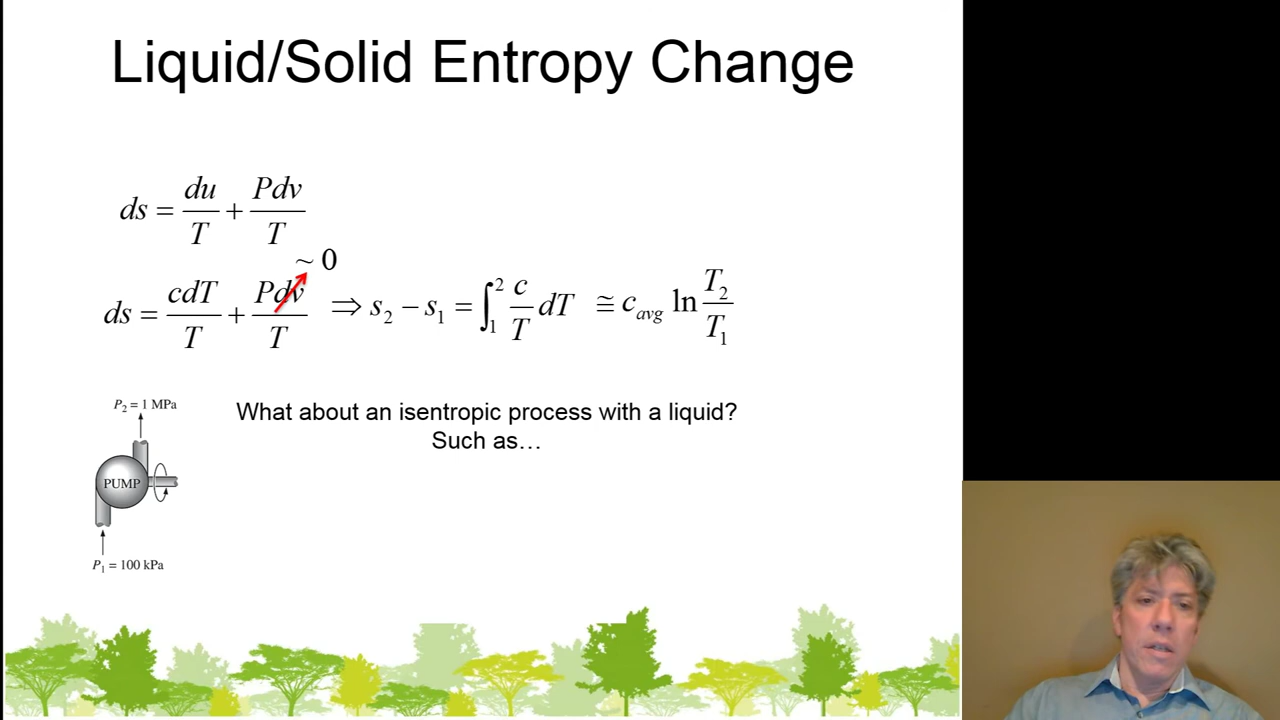 Liquid/Solid Entropy Change
ds = du/T + Pdv/T
~ 0
ds = cdT/T + Pdv/T ⇒ s₂ − s₁ = ∫₁² c/T dT ≅ c_avg ln T₂/T₁
P₂ = 1 MPa
What about an isentropic process with a liquid?
Such as…
PUMP
P₁ = 100 kPa